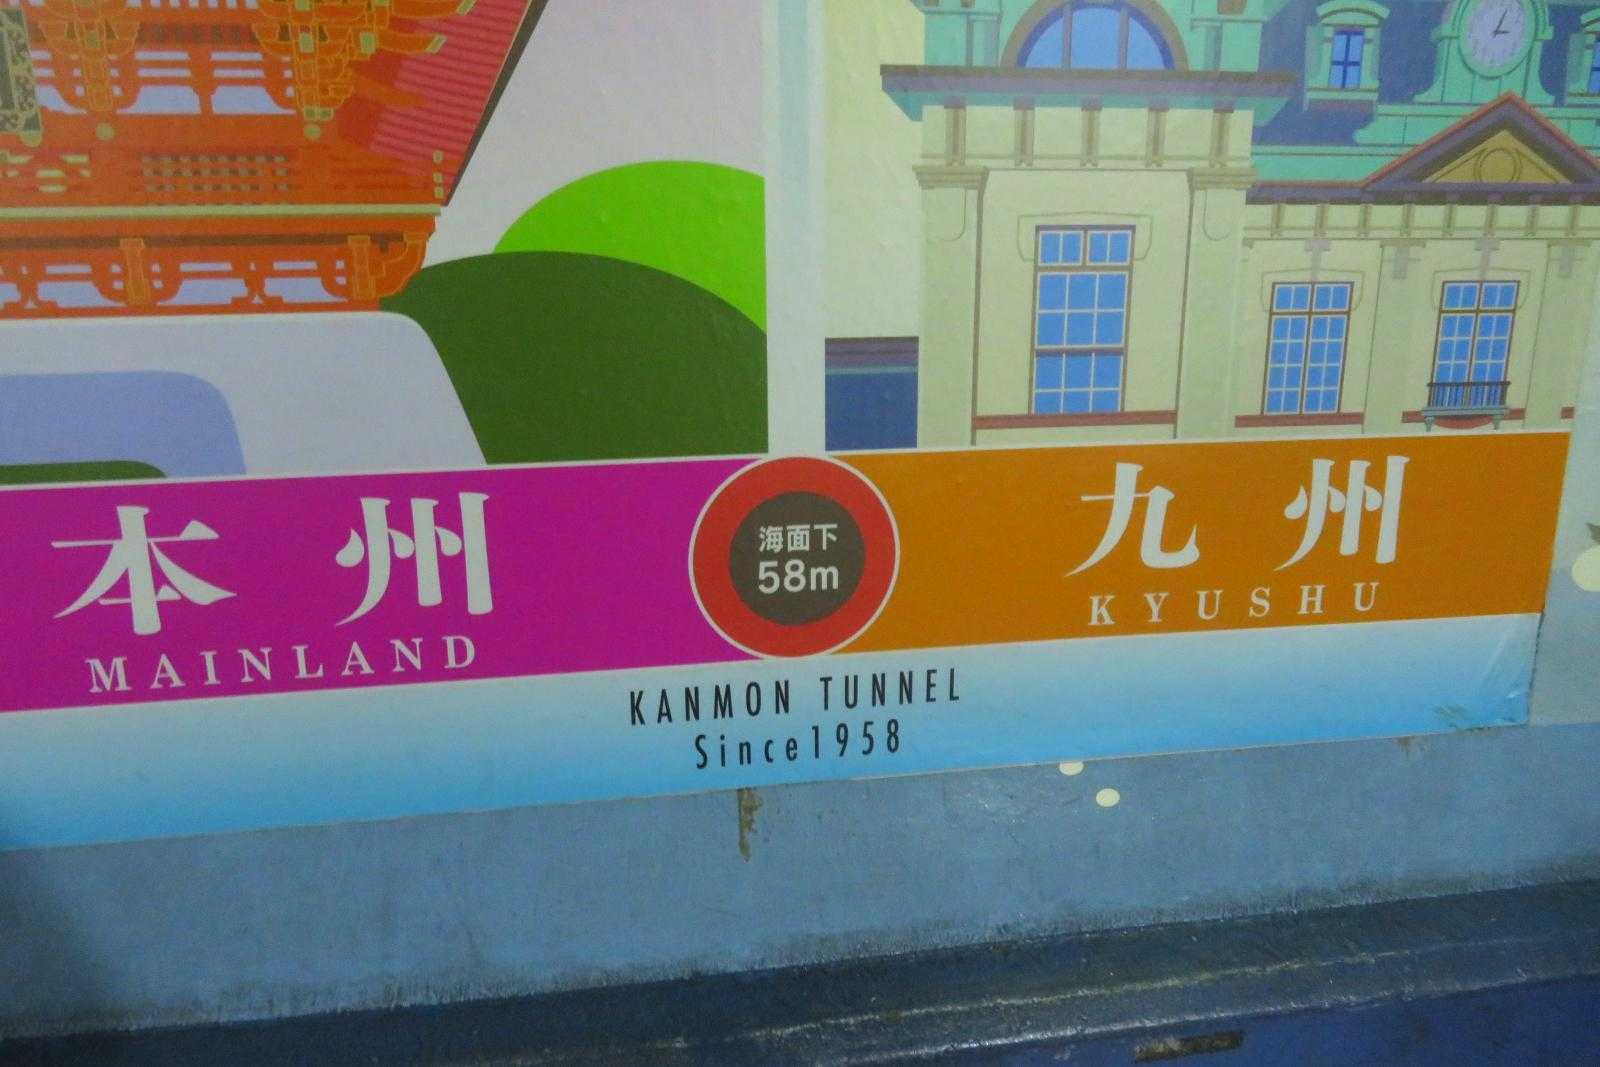 本州
MAINLAND
海面下
58m
九州
KYUSHU
KANMON TUNNEL
Since1958